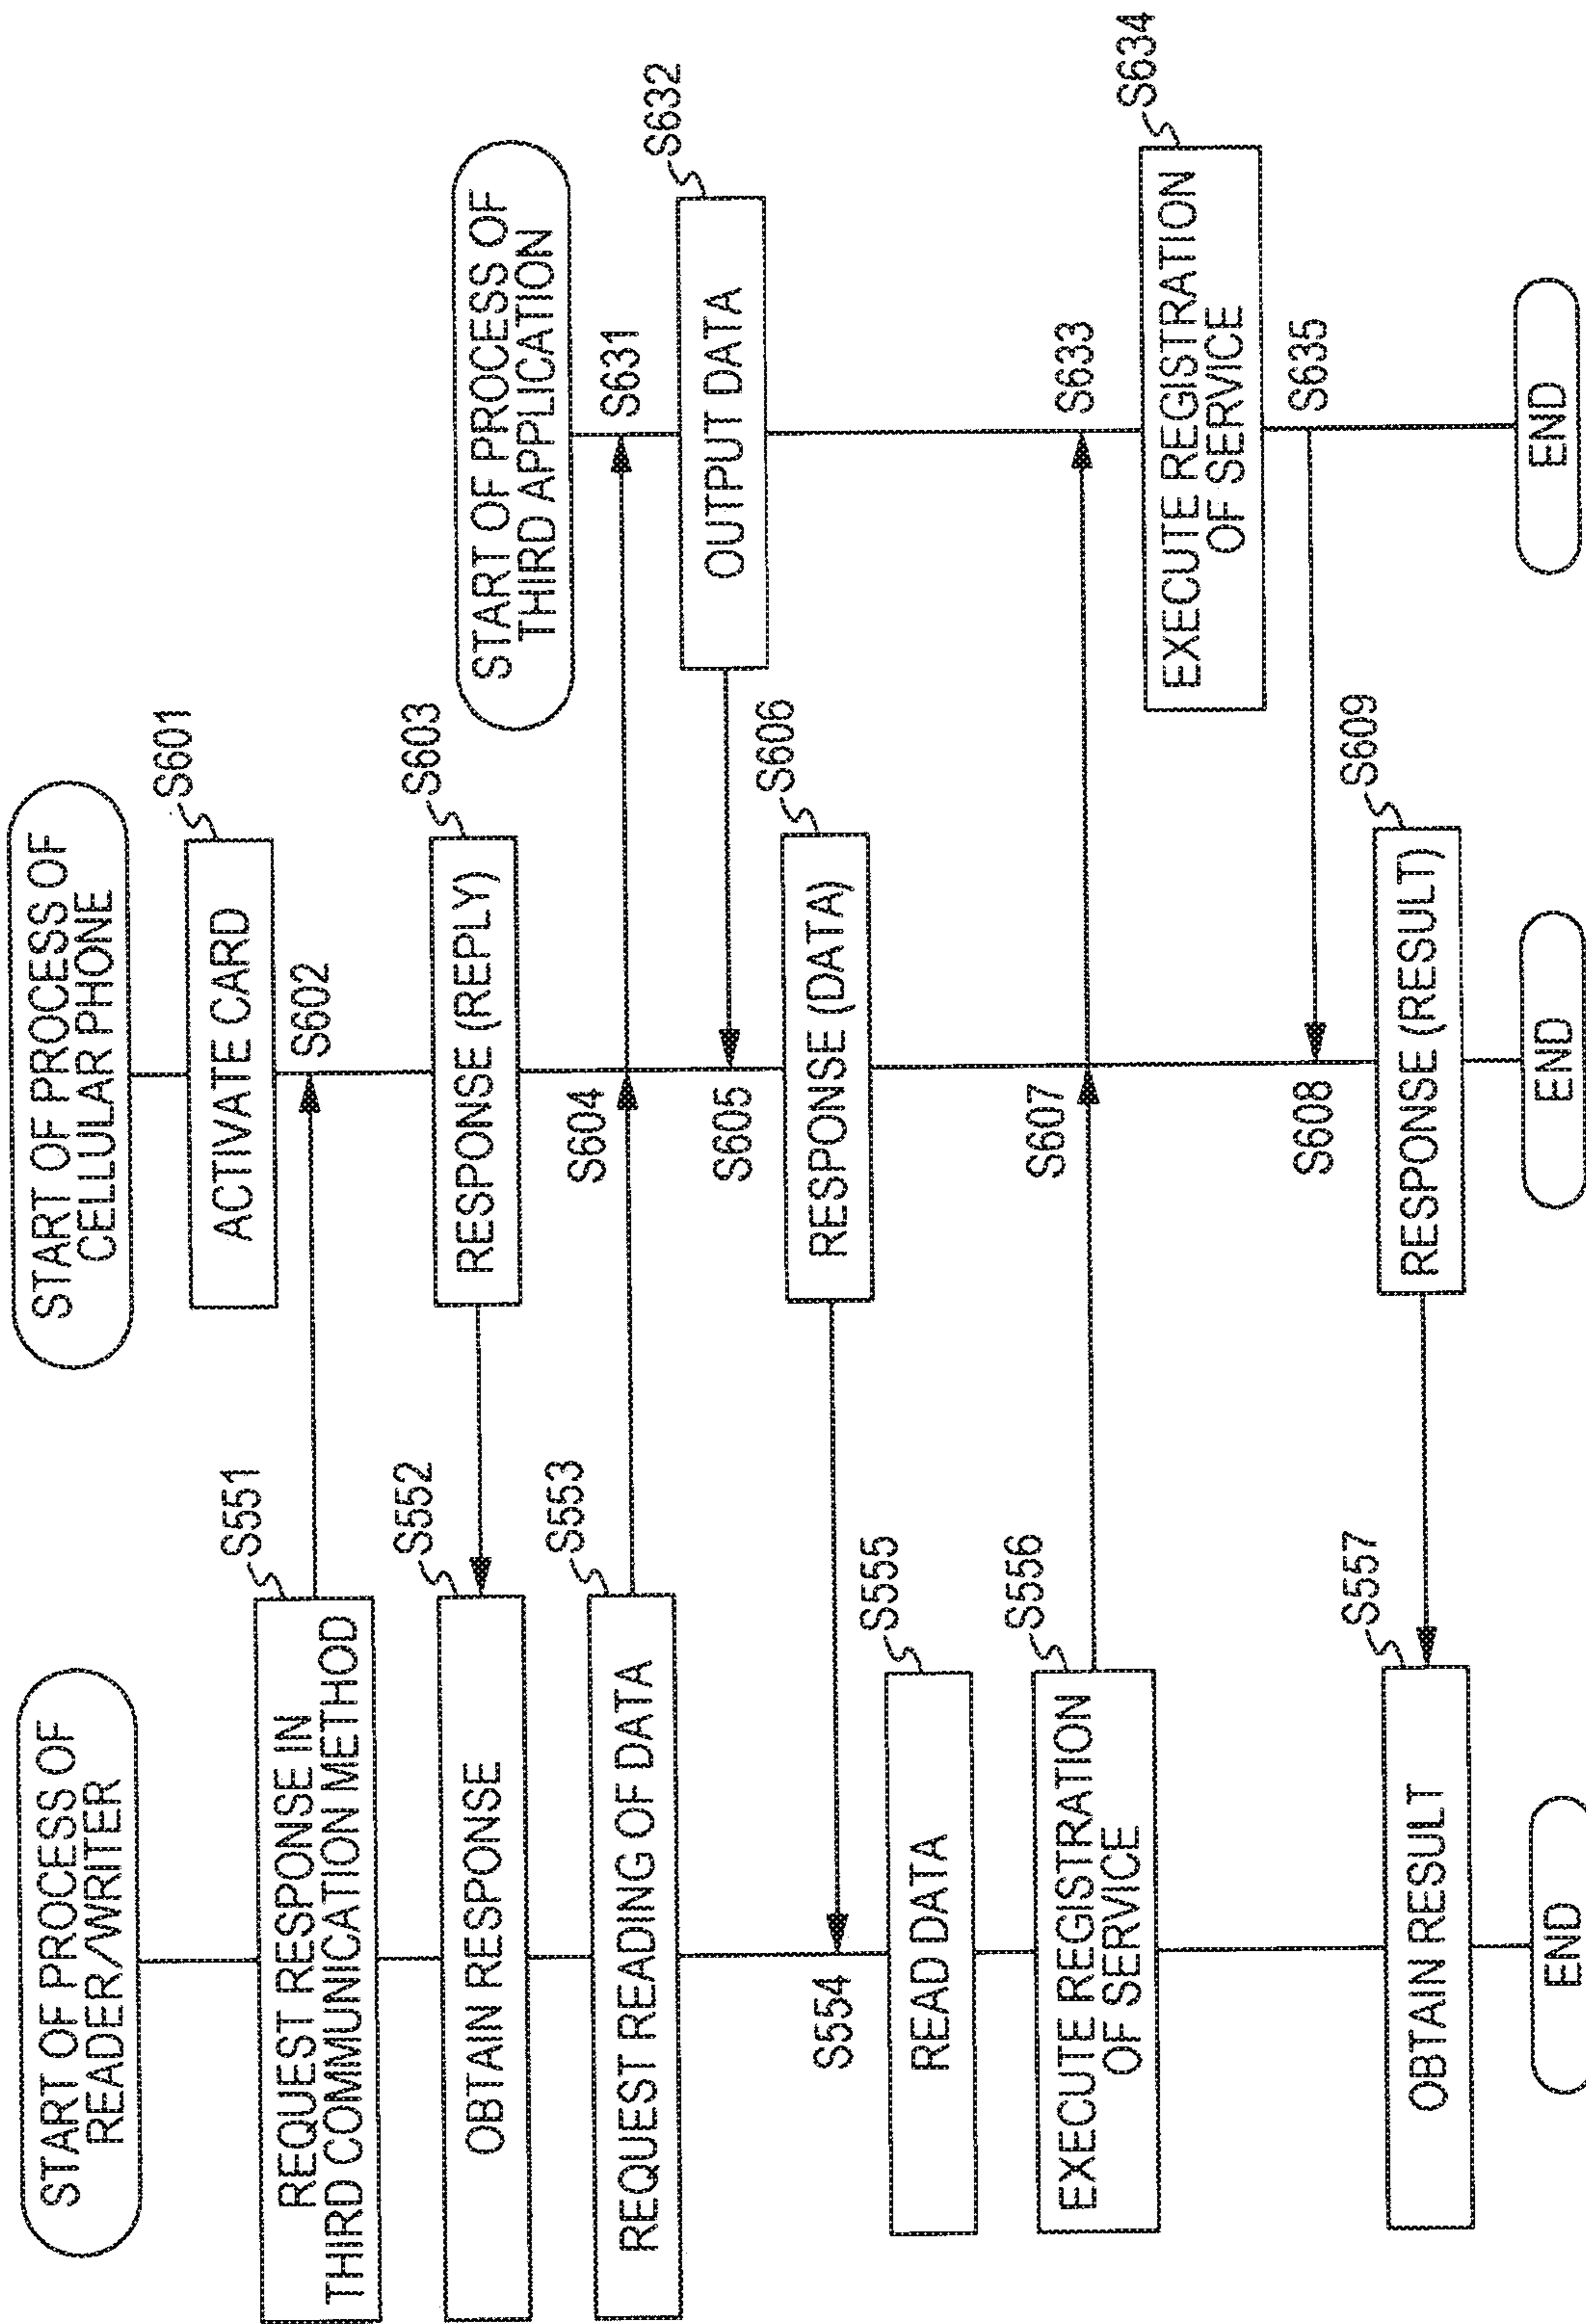 START OF PROCESS OF
READER/WRITER
REQUEST RESPONSE IN
THIRD COMMUNICATION METHOD
S551
OBTAIN RESPONSE
S552
REQUEST READING OF DATA
S553
S554
READ DATA
S555
EXECUTE REGISTRATION
OF SERVICE
S556
OBTAIN RESULT
S557
END
START OF PROCESS OF
CELLULAR PHONE
ACTIVATE CARD
S601
S602
RESPONSE (REPLY)
S603
S604
S605
RESPONSE (DATA)
S606
S607
S608
RESPONSE (RESULT)
S609
END
START OF PROCESS OF
THIRD APPLICATION
S631
OUTPUT DATA
S632
S633
EXECUTE REGISTRATION
OF SERVICE
S634
S635
END